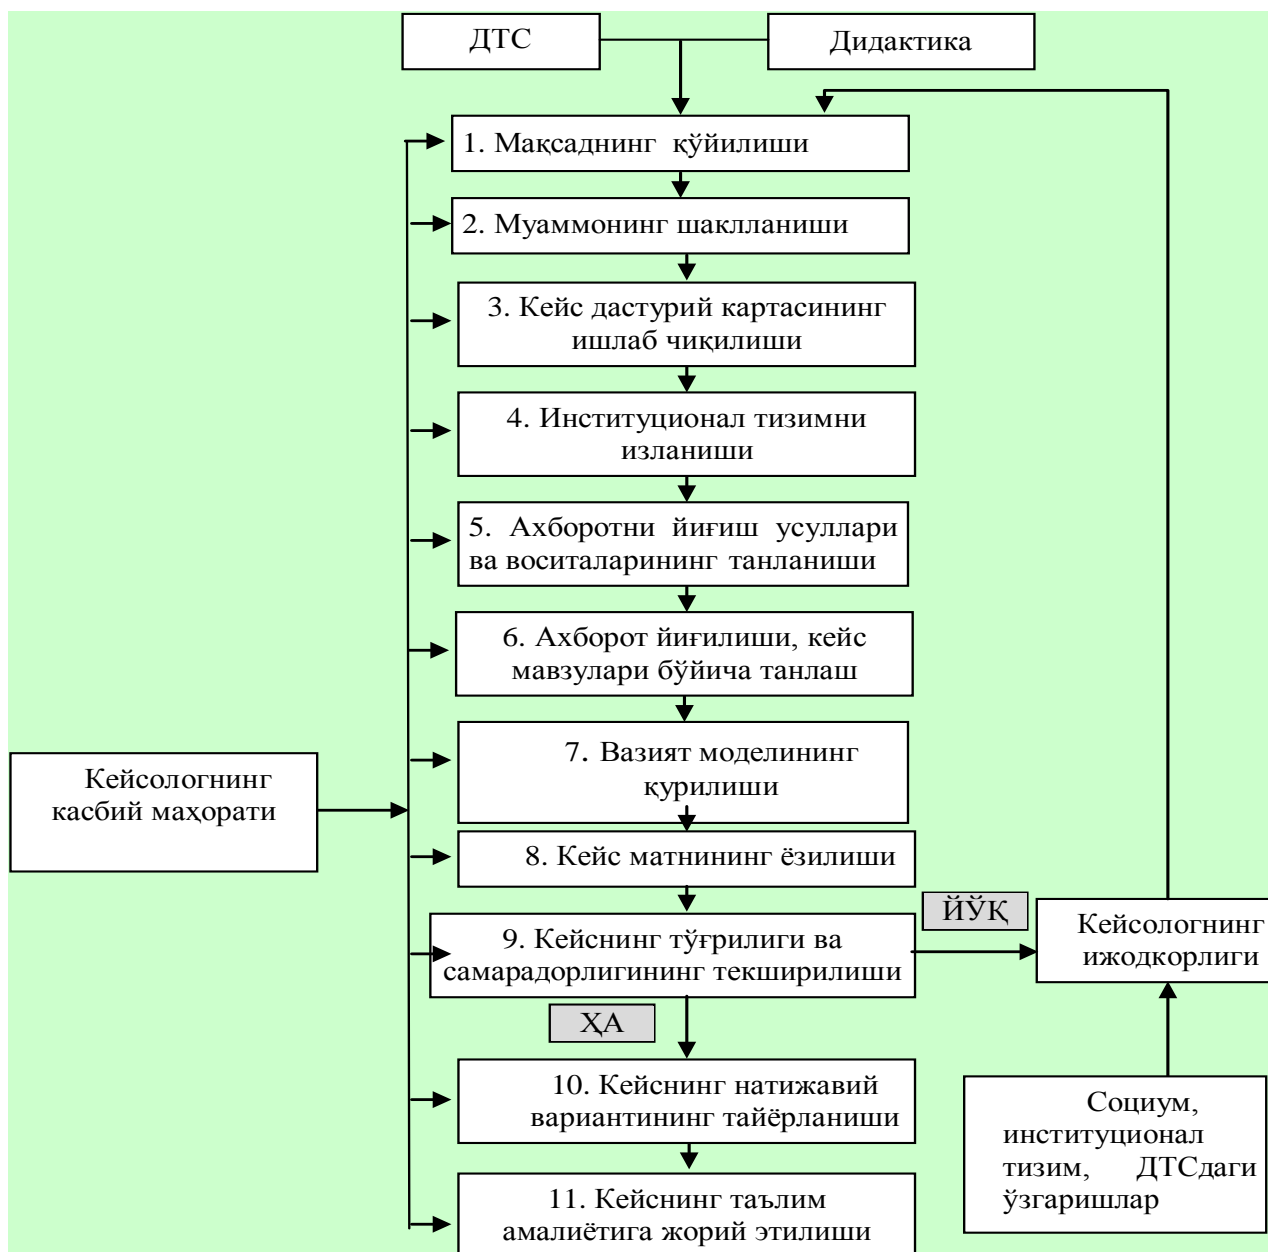 ДТС
Дидактика
1. Мақсаднинг қўйилиши
2. Муаммонинг шаклланиши
3. Кейс дастурий картасининг
ишлаб чиқилиши
4. Институционал тизимни
изланиши
5. Ахборотни йиғиш усуллари
ва воситаларининг танланиши
6. Ахборот йиғилиши, кейс
мавзулари бўйича танлаш
7. Вазият моделининг
қурилиши
Кейсологнинг
касбий маҳорати
8. Кейс матнининг ёзилиши
ЙЎҚ
9. Кейснинг тўғрилиги ва
самарадорлигининг текширилиши
Кейсологнинг
ижодкорлиги
ҲА
10. Кейснинг натижавий
вариантининг тайёрланиши
Социум,
институционал
тизим, ДТСдаги
ўзгаришлар
11. Кейснинг таълим
амалиётига жорий этилиши